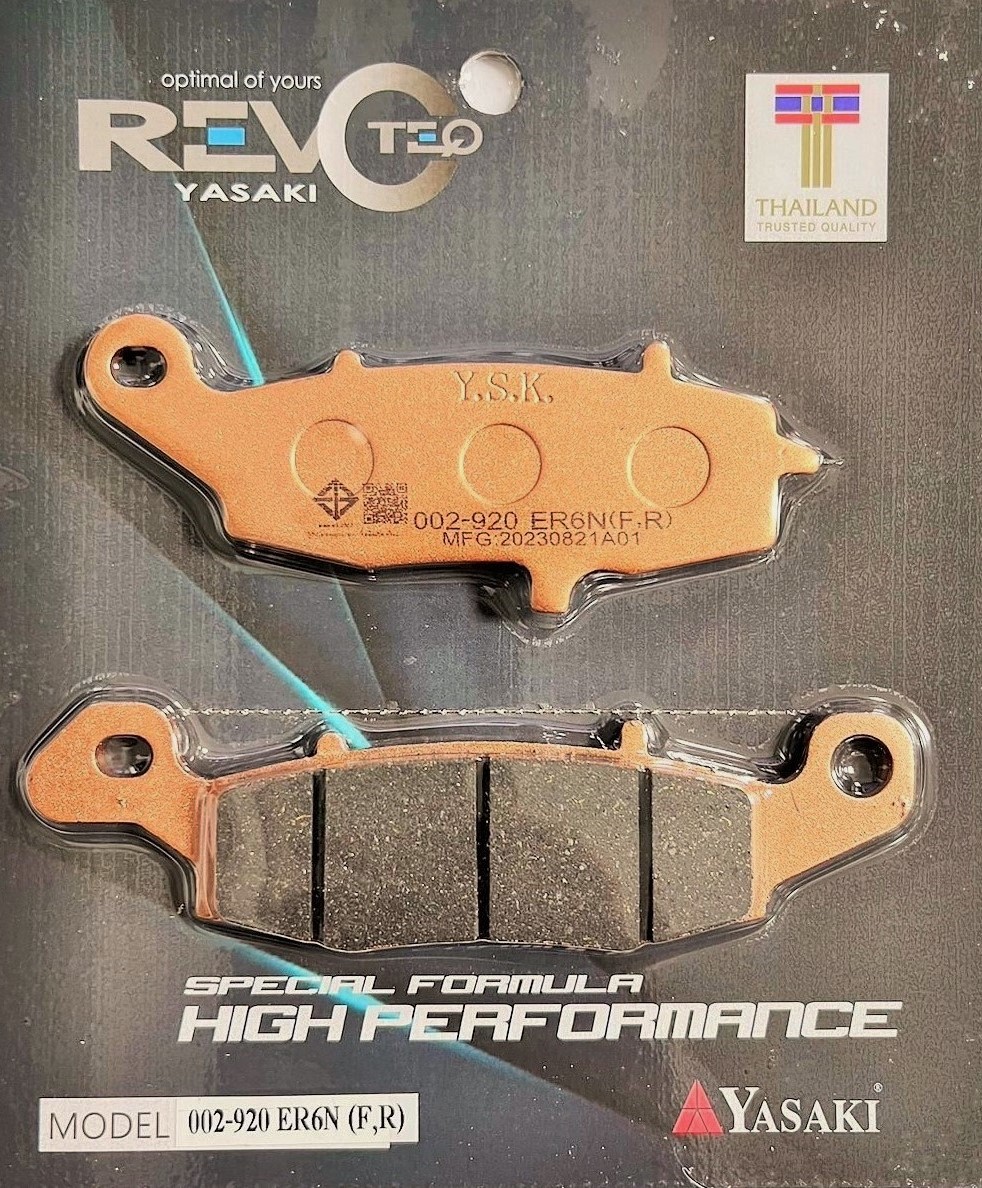 optimal of yours
REVO TEQ
YASAKI
THAILAND
TRUSTED QUALITY
Y.S.K.
002-920 ER6N(F,R)
MFG:20230821A01
SPECIAL FORMULA
HIGH PERFORMANCE
MODEL 002-920 ER6N (F,R)
YASAKI®